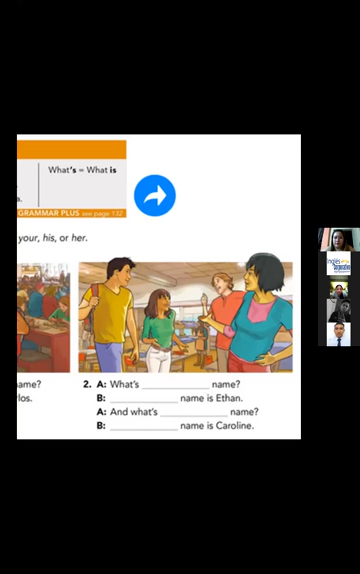 What's = What is
a.
GRAMMAR PLUS see page 132
your, his, or her.
ame?
los.
2. A: What's ____________ name?
B: ____________ name is Ethan.
A: And what's ____________ name?
B: ____________ name is Caroline.
Inglés